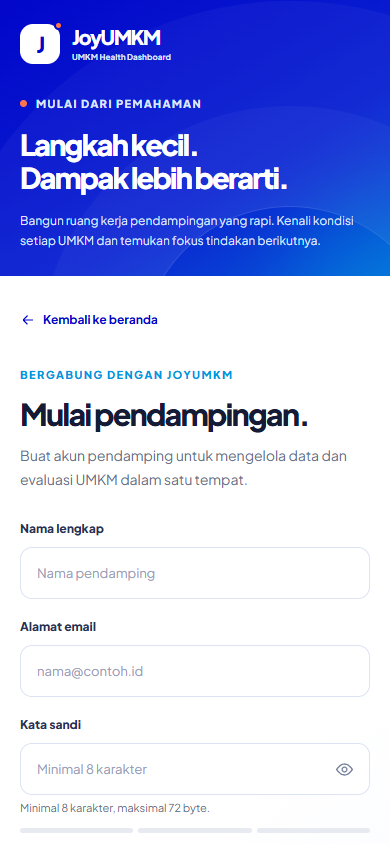 J
JoyUMKM
UMKM Health Dashboard
MULAI DARI PEMAHAMAN
Langkah kecil.
Dampak lebih berarti.
Bangun ruang kerja pendampingan yang rapi. Kenali kondisi
setiap UMKM dan temukan fokus tindakan berikutnya.
Kembali ke beranda
BERGABUNG DENGAN JOYUMKM
Mulai pendampingan.
Buat akun pendamping untuk mengelola data dan
evaluasi UMKM dalam satu tempat.
Nama lengkap
Nama pendamping
Alamat email
nama@contoh.id
Kata sandi
Minimal 8 karakter
Minimal 8 karakter, maksimal 72 byte.